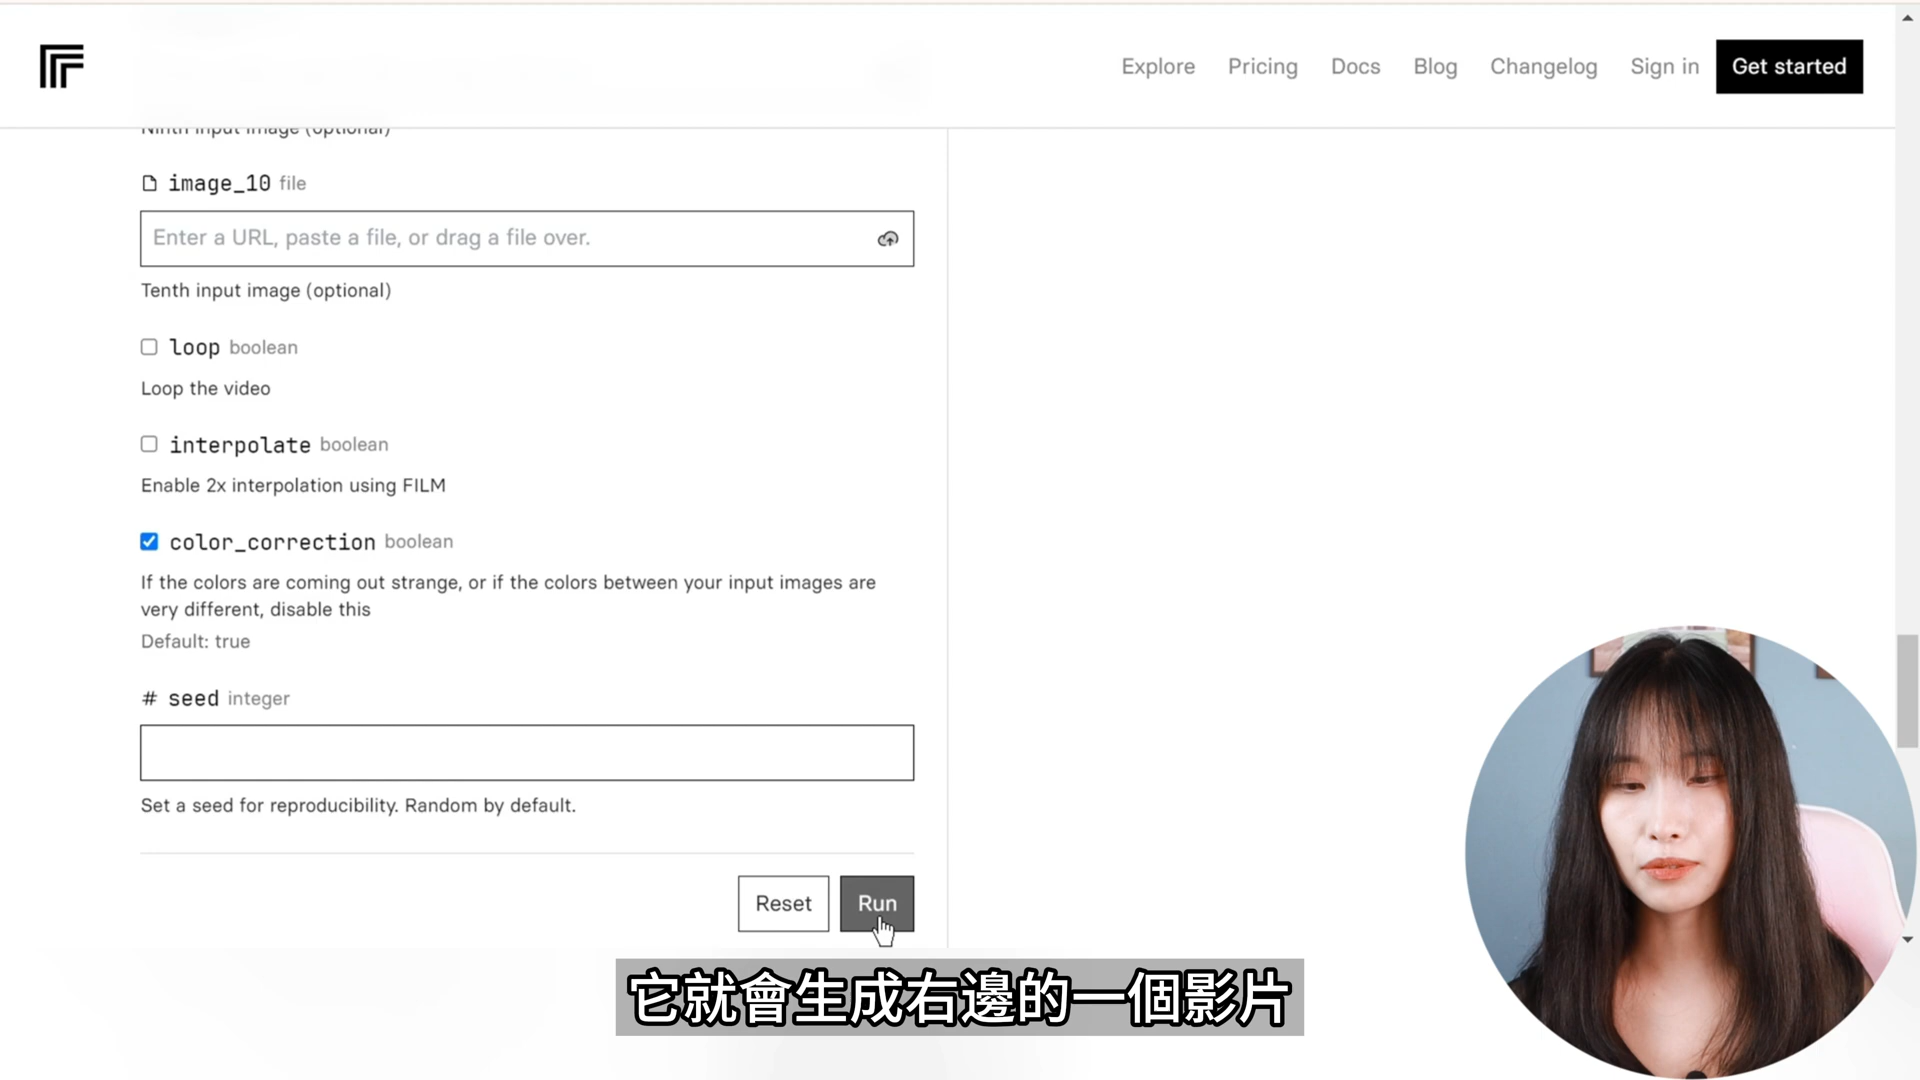 Explore Pricing Docs Blog Changelog Sign in Get started
Ninth input image (optional)
image_10 file
Enter a URL, paste a file, or drag a file over.
Tenth input image (optional)
loop boolean
Loop the video
interpolate boolean
Enable 2x interpolation using FILM
color_correction boolean
If the colors are coming out strange, or if the colors between your input images are
very different, disable this
Default: true
# seed integer
Set a seed for reproducibility. Random by default.
Reset Run
它就會生成右邊的一個影片